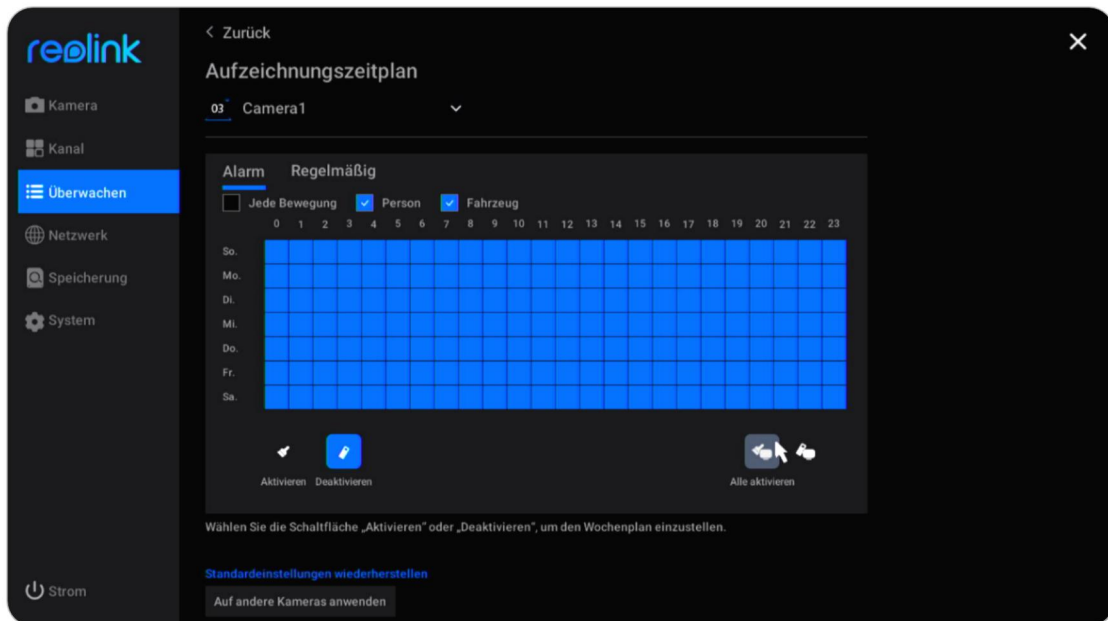 reolink
Kamera
Kanal
Überwachen
Netzwerk
Speicherung
System
Strom
Zurück
Aufzeichnungszeitplan
03 Camera1
Alarm Regelmäßig
Jede Bewegung Person Fahrzeug
0 1 2 3 4 5 6 7 8 9 10 11 12 13 14 15 16 17 18 19 20 21 22 23
So.
Mo.
Di.
Mi.
Do.
Fr.
Sa.
Aktivieren Deaktivieren Alle aktivieren
Wählen Sie die Schaltfläche „Aktivieren" oder „Deaktivieren", um den Wochenplan einzustellen.
Standardeinstellungen wiederherstellen
Auf andere Kameras anwenden